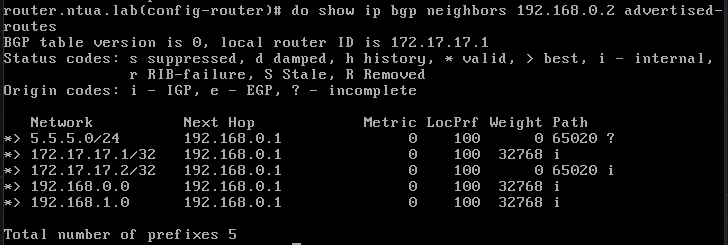 router.ntua.lab(config-router)# do show ip bgp neighbors 192.168.0.2 advertised-
routes
BGP table version is 0, local router ID is 172.17.17.1
Status codes: s suppressed, d damped, h history, * valid, > best, i - internal,
              r RIB-failure, S Stale, R Removed
Origin codes: i - IGP, e - EGP, ? - incomplete

   Network          Next Hop            Metric LocPrf Weight Path
*> 5.5.5.0/24       192.168.0.1              0    100      0 65020 ?
*> 172.17.17.1/32   192.168.0.1              0    100  32768 i
*> 172.17.17.2/32   192.168.0.1              0    100      0 65020 i
*> 192.168.0.0      192.168.0.1              0    100  32768 i
*> 192.168.1.0      192.168.0.1              0    100  32768 i

Total number of prefixes 5